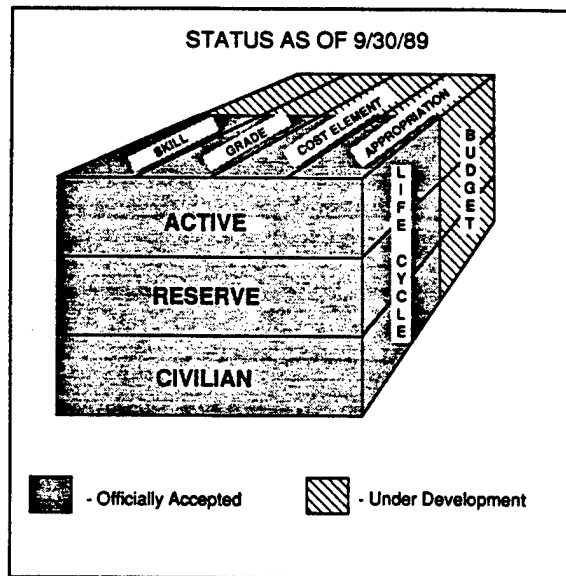 STATUS AS OF 9/30/89
SKILL
GRADE
COST ELEMENT
APPROPRIATION
ACTIVE
RESERVE
CIVILIAN
LIFE CYCLE
BUDGET
- Officially Accepted
- Under Development